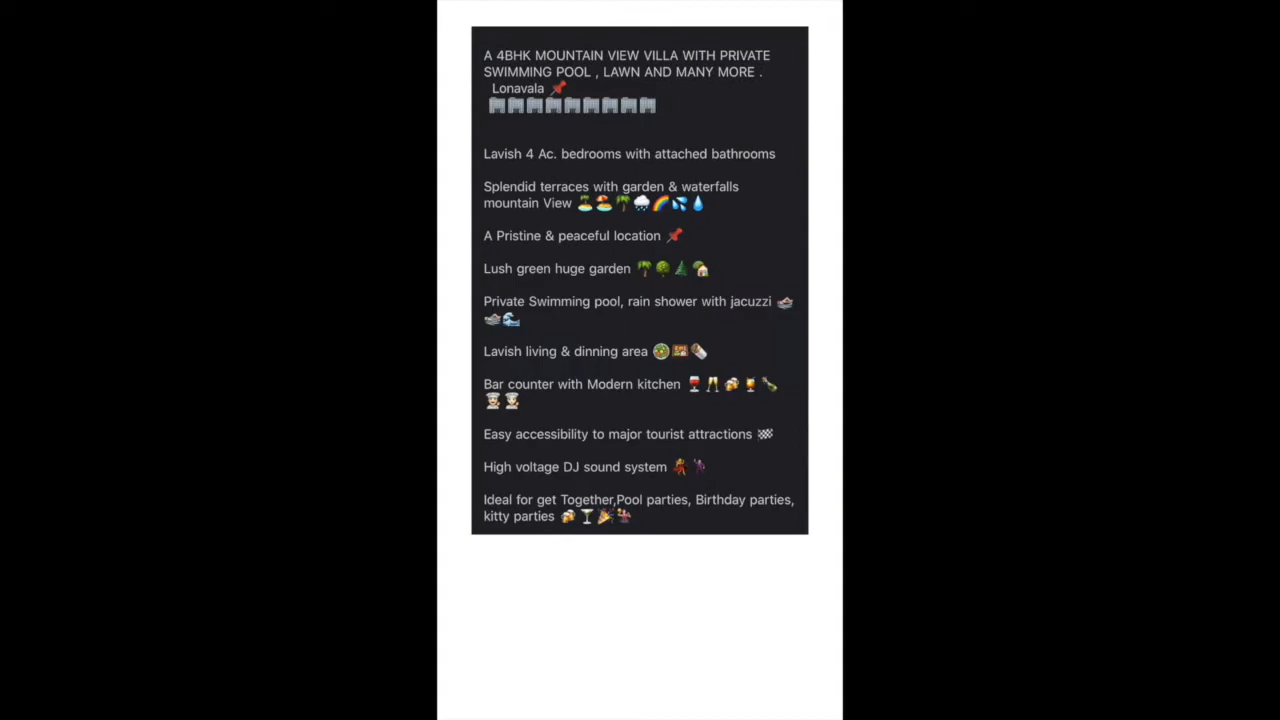 A 4BHK MOUNTAIN VIEW VILLA WITH PRIVATE
SWIMMING POOL , LAWN AND MANY MORE .
Lonavala 📌
🏢🏢🏢🏢🏢🏢🏢🏢🏢
Lavish 4 Ac. bedrooms with attached bathrooms
Splendid terraces with garden & waterfalls
mountain View 🏝🏖🌴🌧🌈💦💧
A Pristine & peaceful location 📌
Lush green huge garden 🌴🌳🌲🏡
Private Swimming pool, rain shower with jacuzzi 🚤
🚤🌊
Lavish living & dinning area 🥗🍱🌯
Bar counter with Modern kitchen 🍷🥂🍻🍹🍾
👩🏻‍🍳👩🏻‍🍳
Easy accessibility to major tourist attractions 🏁
High voltage DJ sound system 💃🕺
Ideal for get Together,Pool parties, Birthday parties,
kitty parties 🍻🍸🎉💃